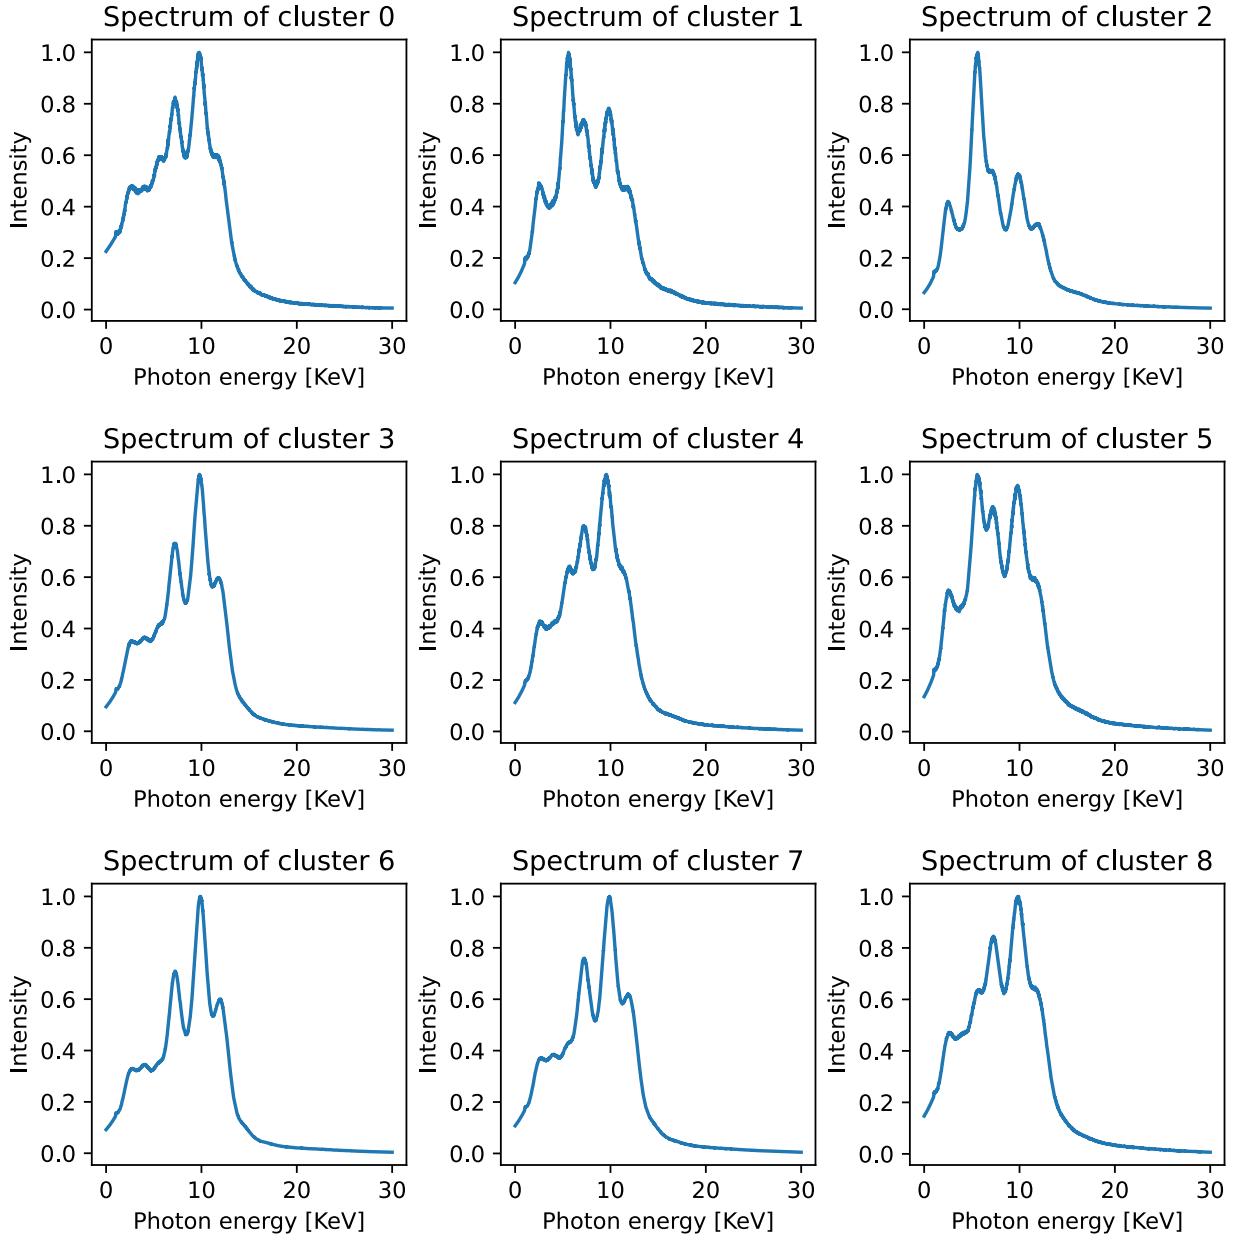 Spectrum of cluster 0
Intensity
1.0
0.8
0.6
0.4
0.2
0.0
0 10 20 30
Photon energy [KeV]
Spectrum of cluster 1
Intensity
1.0
0.8
0.6
0.4
0.2
0.0
0 10 20 30
Photon energy [KeV]
Spectrum of cluster 2
Intensity
1.0
0.8
0.6
0.4
0.2
0.0
0 10 20 30
Photon energy [KeV]
Spectrum of cluster 3
Intensity
1.0
0.8
0.6
0.4
0.2
0.0
0 10 20 30
Photon energy [KeV]
Spectrum of cluster 4
Intensity
1.0
0.8
0.6
0.4
0.2
0.0
0 10 20 30
Photon energy [KeV]
Spectrum of cluster 5
Intensity
1.0
0.8
0.6
0.4
0.2
0.0
0 10 20 30
Photon energy [KeV]
Spectrum of cluster 6
Intensity
1.0
0.8
0.6
0.4
0.2
0.0
0 10 20 30
Photon energy [KeV]
Spectrum of cluster 7
Intensity
1.0
0.8
0.6
0.4
0.2
0.0
0 10 20 30
Photon energy [KeV]
Spectrum of cluster 8
Intensity
1.0
0.8
0.6
0.4
0.2
0.0
0 10 20 30
Photon energy [KeV]